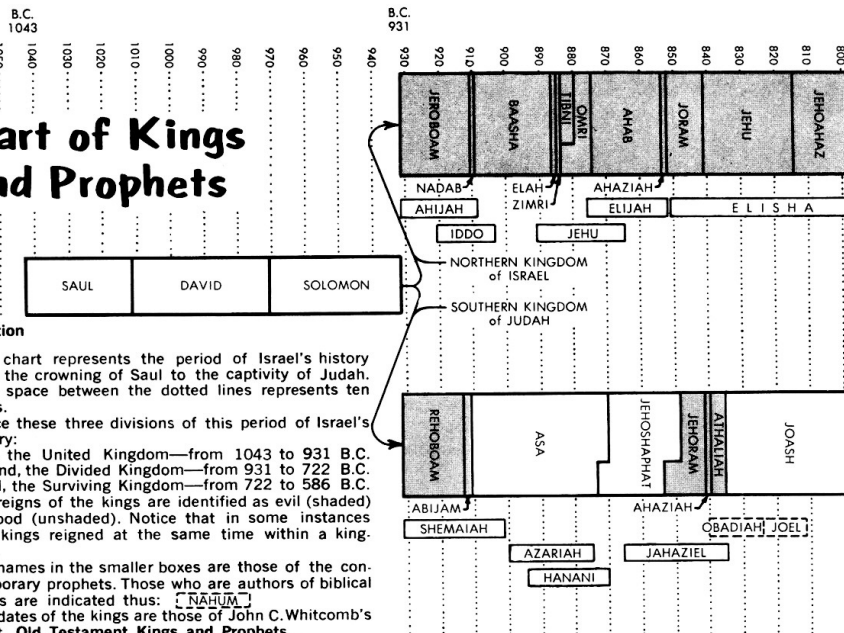 B.C.
1043
B.C.
931
1040
1030
1020
1010
1000
990
980
970
960
950
940
930
920
910
900
890
880
870
860
850
840
830
820
810
800
art of Kings
nd Prophets
JEROBOAM
BAASHA
TIBNI
OMRI
AHAB
JORAM
JEHU
JEHOAHAZ
NADAB
ELAH
ZIMRI
AHAZIAH
AHIJAH
ELIJAH
ELISHA
IDDO
JEHU
NORTHERN KINGDOM
of ISRAEL
SAUL
DAVID
SOLOMON
SOUTHERN KINGDOM
of JUDAH
tion
chart represents the period of Israel's history
the crowning of Saul to the captivity of Judah.
space between the dotted lines represents ten
s.
ce these three divisions of this period of Israel's
ry:
the United Kingdom—from 1043 to 931 B.C.
nd, the Divided Kingdom—from 931 to 722 B.C.
l, the Surviving Kingdom—from 722 to 586 B.C.
reigns of the kings are identified as evil (shaded)
ood (unshaded). Notice that in some instances
kings reigned at the same time within a king-
names in the smaller boxes are those of the con-
porary prophets. Those who are authors of biblical
s are indicated thus: NAHUM
dates of the kings are those of John C. Whitcomb's
Old Testament Kings and Prophets
REHOBOAM
ASA
JEHOSHAPHAT
JEHORAM
ATHALIAH
JOASH
ABIJAM
AHAZIAH
SHEMAIAH
OBADIAH
JOEL
AZARIAH
JAHAZIEL
HANANI